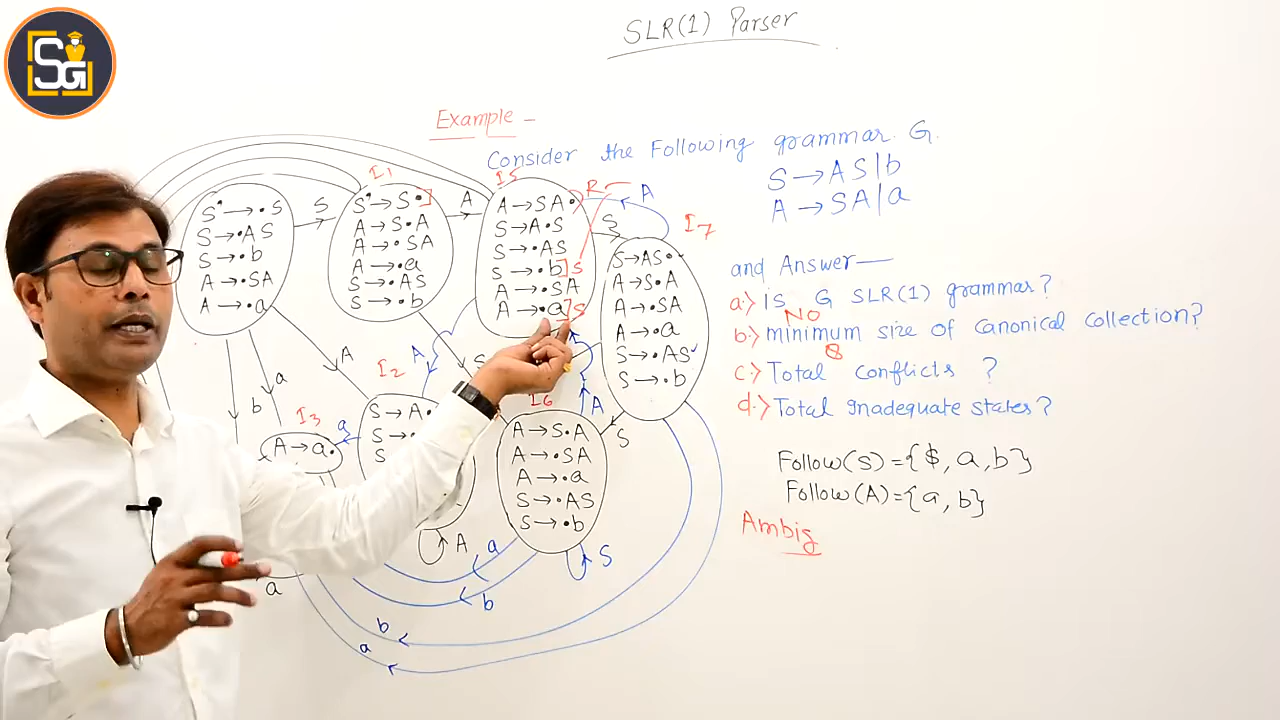 SG
SLR(1) Parser
Example -
Consider the Following grammar G.
S → AS | b
A → SA | a
and Answer—
a.> is G SLR(1) grammar?
NO
b.> minimum size of canonical collection?
8
c.> Total conflicts ?
d.> Total inadequate states?
Follow(S) = {$, a, b}
Follow(A) = {a, b}
Ambig
S' → .S
S → .AS
S → .b
A → .SA
A → .a
S
I1
S' → S.]
A → S.A
A → .SA
A → .a
S → .AS
S → .b
A
I5
A → SA.
S → A.S
S → .AS
S → .b]S
A → .SA
A → .a]S
R
A
S
I7
S → AS.
A → S.A
A → .SA
A → .a
S → .AS
S → .b
A
a
b
I2
A
S
S → A.
S →
S
I3
A → a.
a
A
I6
A → S.A
A → .SA
A → .a
S → .AS
S → .b
A
S
a
b
S
a
b
a